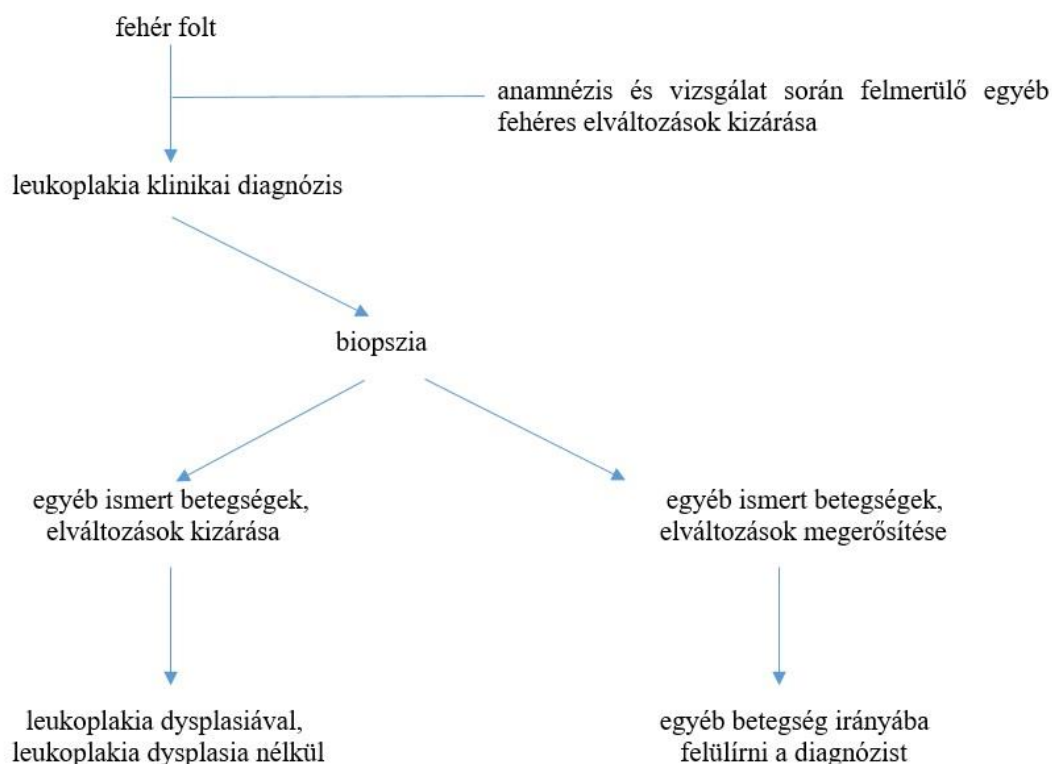 fehér folt
anamnézis és vizsgálat során felmerülő egyéb
fehéres elváltozások kizárása
leukoplakia klinikai diagnózis
biopszia
egyéb ismert betegségek,
elváltozások kizárása
egyéb ismert betegségek,
elváltozások megerősítése
leukoplakia dysplasiával,
leukoplakia dysplasia nélkül
egyéb betegség irányába
felülírni a diagnózist